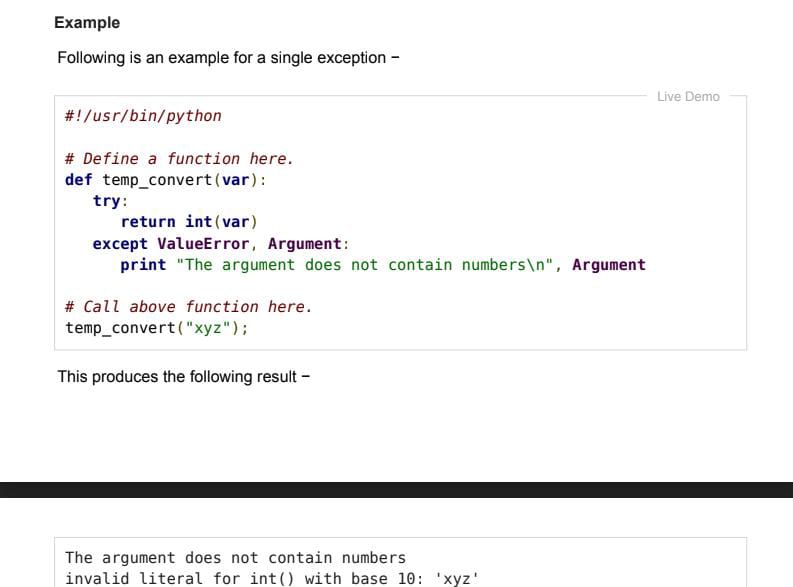 Example
Following is an example for a single exception −
Live Demo
#!/usr/bin/python
# Define a function here.
def temp_convert(var):
   try:
      return int(var)
   except ValueError, Argument:
      print "The argument does not contain numbers\n", Argument
# Call above function here.
temp_convert("xyz");
This produces the following result −
The argument does not contain numbers
invalid literal for int() with base 10: 'xyz'